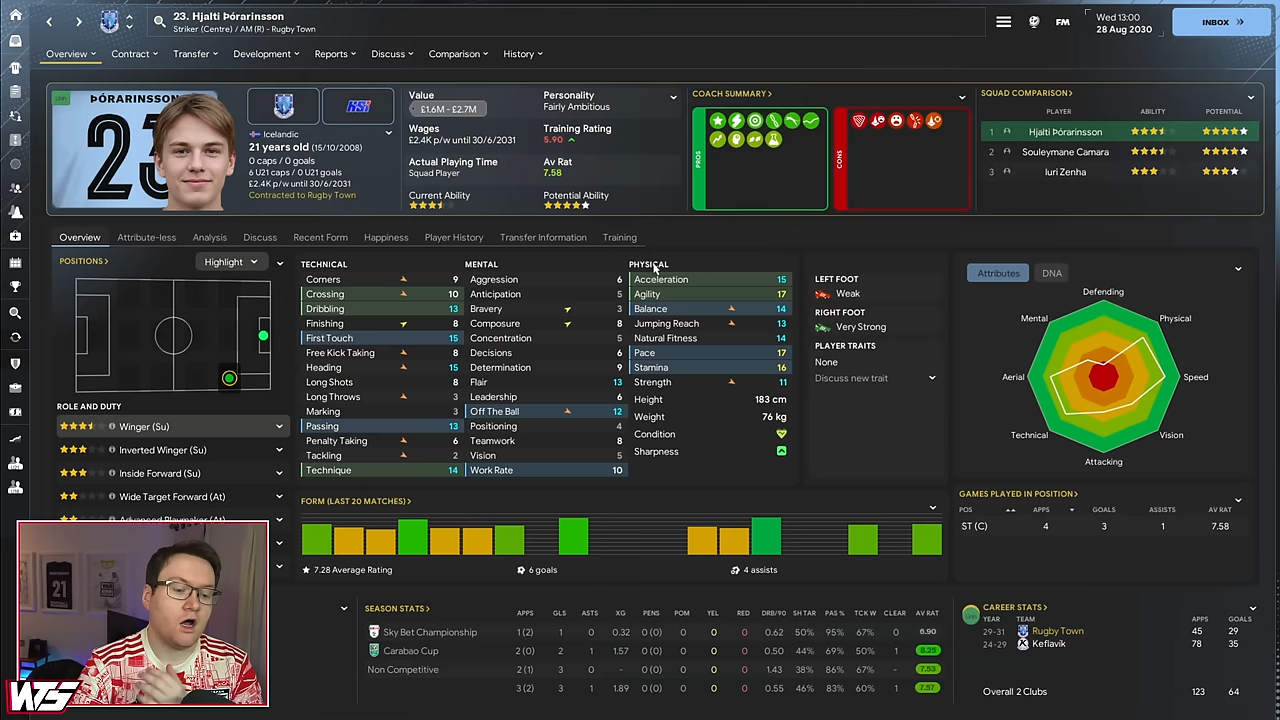 23. Hjalti Þórarinsson
Striker (Centre) / AM (R) - Rugby Town
FM
Wed 13:00
28 Aug 2030
INBOX
Overview
Contract
Transfer
Development
Reports
Discuss
Comparison
History
Unh
ÞÓRARINSSON
23
Icelandic
21 years old (15/10/2008)
0 caps / 0 goals
6 U21 caps / 0 goals
£2.4K p/w until 30/6/2031
Contracted to Rugby Town
Value
£1.6M - £2.7M
Wages
£2.4K p/w until 30/6/2031
Actual Playing Time
Squad Player
Current Ability
Personality
Fairly Ambitious
Training Rating
5.90
Av Rat
7.58
Potential Ability
COACH SUMMARY >
PROS
CONS
SQUAD COMPARISON >
PLAYER ABILITY POTENTIAL
1 Hjalti Þórarinsson
2 Souleymane Camara
3 Iuri Zenha
Overview
Attribute-less
Analysis
Discuss
Recent Form
Happiness
Player History
Transfer Information
Training
POSITIONS >
Highlight
ROLE AND DUTY
Winger (Su)
Inverted Winger (Su)
Inside Forward (Su)
Wide Target Forward (At)
TECHNICAL
Corners 9
Crossing 10
Dribbling 13
Finishing 8
First Touch 15
Free Kick Taking 8
Heading 15
Long Shots 8
Long Throws 3
Marking 3
Passing 13
Penalty Taking 6
Tackling 2
Technique 14
MENTAL
Aggression 6
Anticipation 5
Bravery 3
Composure 8
Concentration 5
Decisions 6
Determination 9
Flair 13
Leadership 6
Off The Ball 12
Positioning 4
Teamwork 8
Vision 5
Work Rate 10
PHYSICAL
Acceleration 15
Agility 17
Balance 14
Jumping Reach 13
Natural Fitness 14
Pace 17
Stamina 16
Strength 11
Height 183 cm
Weight 76 kg
Condition
Sharpness
LEFT FOOT
Weak
RIGHT FOOT
Very Strong
PLAYER TRAITS
None
Discuss new trait
Attributes
DNA
Defending
Physical
Speed
Vision
Attacking
Technical
Aerial
Mental
FORM (LAST 20 MATCHES) >
7.28 Average Rating
6 goals
4 assists
GAMES PLAYED IN POSITION >
POS APPS GOALS ASSISTS AV RAT
ST (C) 4 3 1 7.58
SEASON STATS >
APPS GLS ASTS XG PENS POM YEL RED DRB/90 SH TAR PAS % TCK W CLEAR AV RAT
Sky Bet Championship 1 (2) 1 0 0.32 0 (0) 0 0 0 0.62 50% 95% 67% 0 6.90
Carabao Cup 2 (0) 2 1 1.57 0 (0) 0 0 0 0.50 44% 69% 50% 1 8.25
Non Competitive 2 (1) 3 0 - 0 (0) 0 0 0 1.43 38% 86% 67% - 7.53
3 (2) 3 1 1.89 0 (0) 0 0 0 0.55 46% 83% 60% 1 7.57
CAREER STATS >
YEAR TEAM APPS GOALS
29-31 Rugby Town 45 29
24-29 Keflavik 78 35
Overall 2 Clubs 123 64
21
WTS